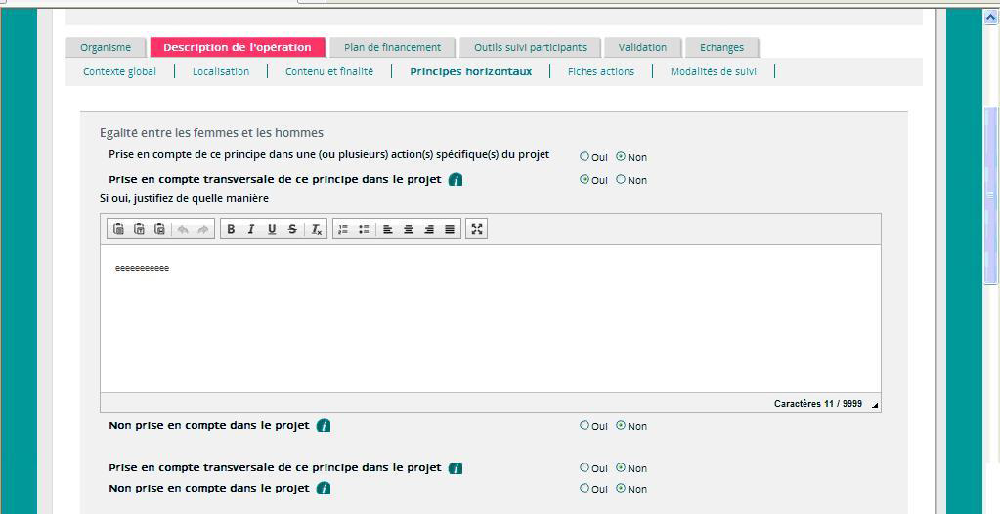 Organisme Description de l'opération Plan de financement Outils suivi participants Validation Echanges
Contexte global Localisation Contenu et finalité Principes horizontaux Fiches actions Modalités de suivi
Egalité entre les femmes et les hommes
Prise en compte de ce principe dans une (ou plusieurs) action(s) spécifique(s) du projet Oui Non
Prise en compte transversale de ce principe dans le projet i Oui Non
Si oui, justifiez de quelle manière
B I U S Tx
eeeeeeeeeee
Caractères 11 / 9999
Non prise en compte dans le projet i Oui Non
Prise en compte transversale de ce principe dans le projet i Oui Non
Non prise en compte dans le projet i Oui Non